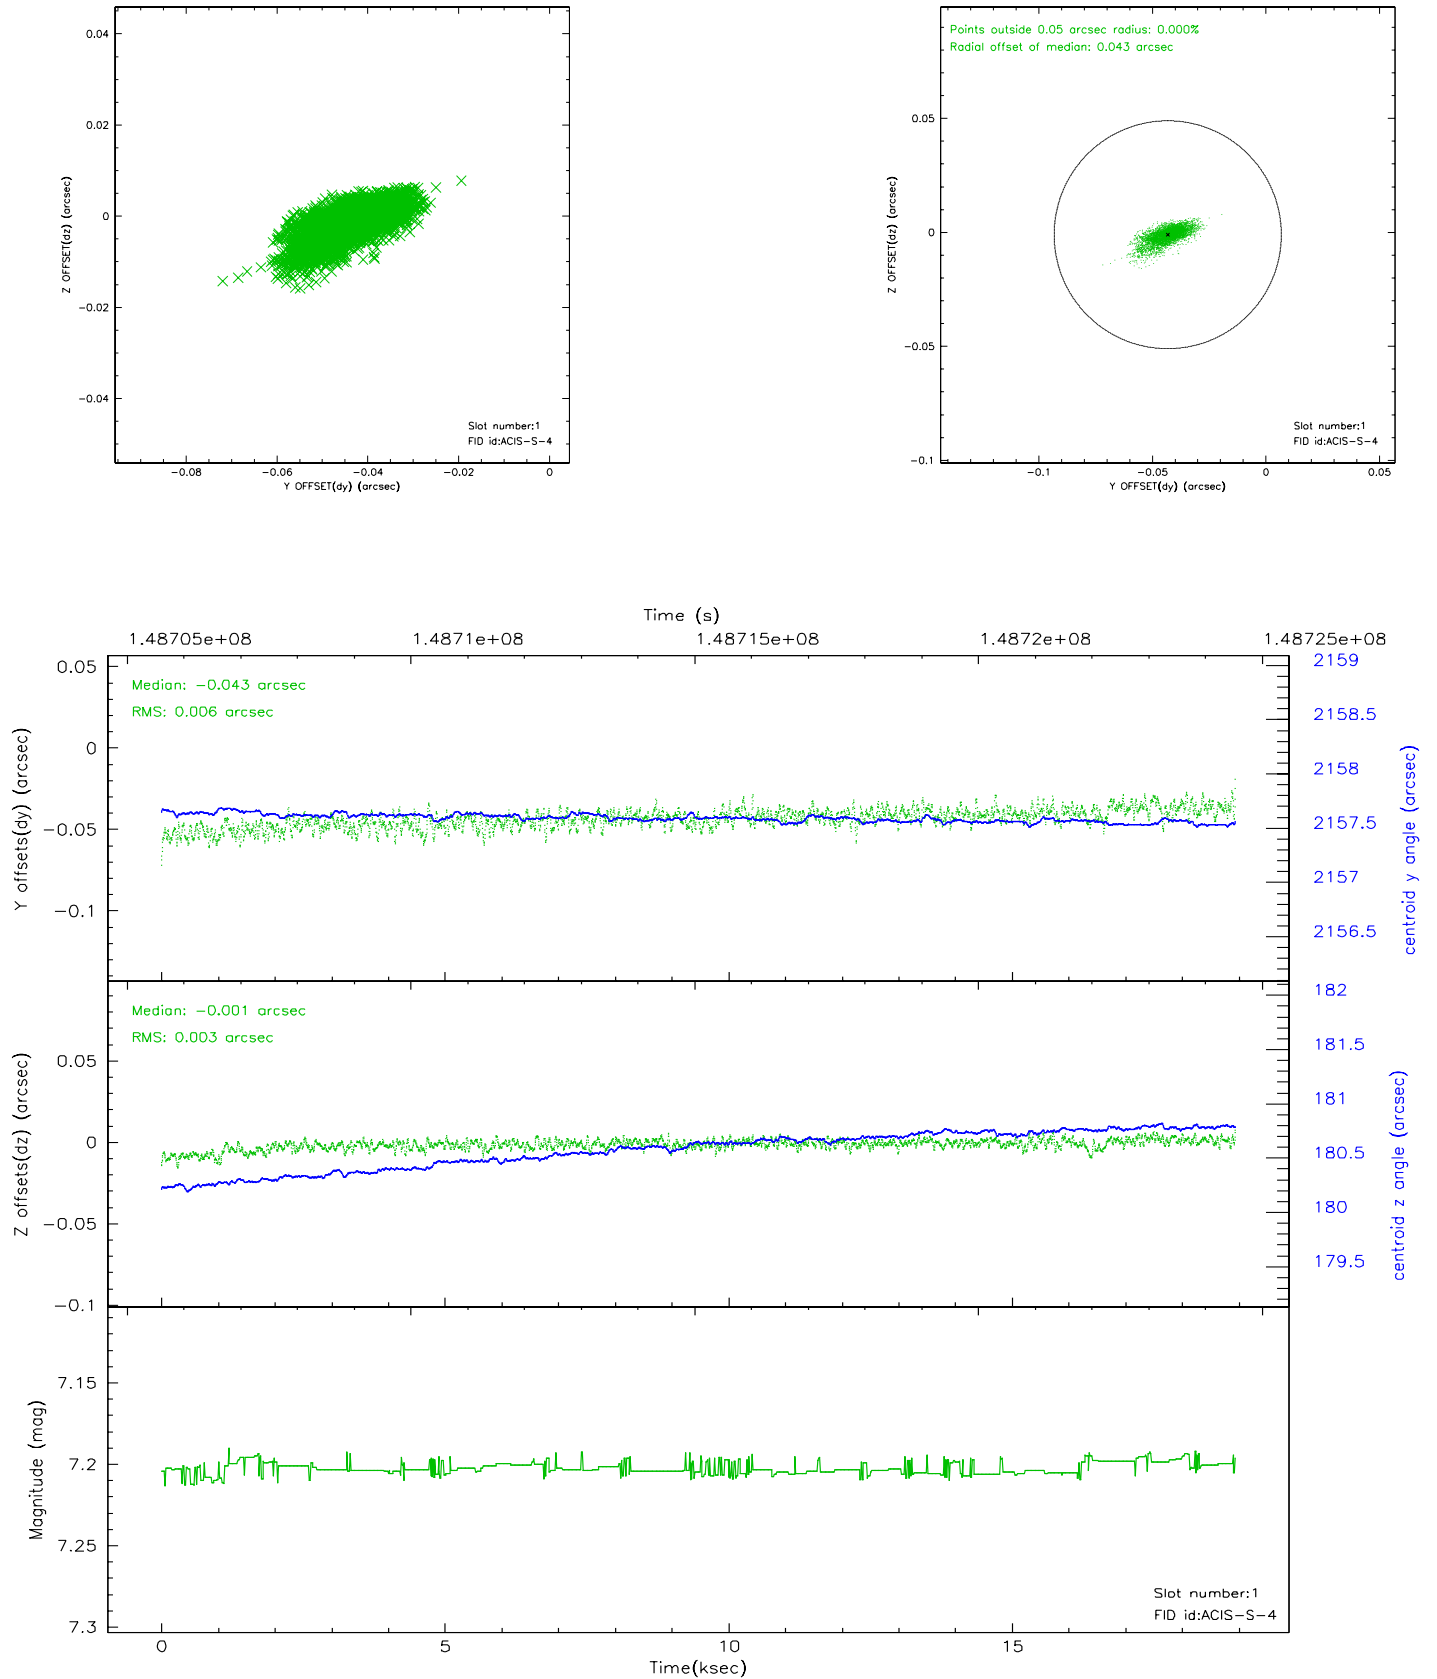 0.04
0.02
0
−0.02
−0.04
Z OFFSET(dz) (arcsec)
Slot number:1
FID id:ACIS−S−4
−0.08 −0.06 −0.04 −0.02 0
Y OFFSET(dy) (arcsec)
Points outside 0.05 arcsec radius: 0.000%
Radial offset of median: 0.043 arcsec
0.05
0
−0.05
−0.1
Z OFFSET(dz) (arcsec)
Slot number:1
FID id:ACIS−S−4
−0.1 −0.05 0 0.05
Y OFFSET(dy) (arcsec)
Time (s)
1.48705e+08 1.4871e+08 1.48715e+08 1.4872e+08 1.48725e+08
0.05
0
−0.05
−0.1
Y offsets(dy) (arcsec)
Median: −0.043 arcsec
RMS: 0.006 arcsec
2159
2158.5
2158
2157.5
2157
2156.5
centroid y angle (arcsec)
0.05
0
−0.05
−0.1
Z offsets(dz) (arcsec)
Median: −0.001 arcsec
RMS: 0.003 arcsec
182
181.5
181
180.5
180
179.5
centroid z angle (arcsec)
7.15
7.2
7.25
7.3
Magnitude (mag)
Slot number:1
FID id:ACIS−S−4
0 5 10 15
Time(ksec)